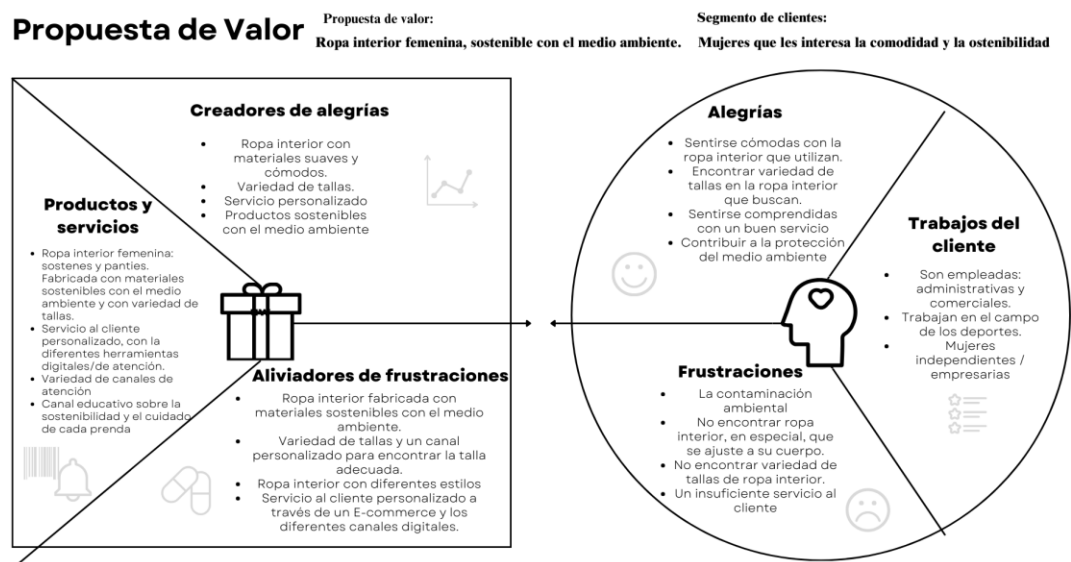 Propuesta de Valor
Propuesta de valor:
Ropa interior femenina, sostenible con el medio ambiente.
Segmento de clientes:
Mujeres que les interesa la comodidad y la ostenibilidad
Creadores de alegrías
• Ropa interior con
materiales suaves y
cómodos.
• Variedad de tallas.
• Servicio personalizado
• Productos sostenibles
con el medio ambiente
Productos y
servicios
• Ropa interior femenina:
sostenes y panties.
Fabricada con materiales
sostenibles con el medio
ambiente y con variedad de
tallas.
• Servicio al cliente
personalizado, con la
diferentes herramientas
digitales/de atención.
• Variedad de canales de
atención
• Canal educativo sobre la
sostenibilidad y el cuidado
de cada prenda
Aliviadores de frustraciones
• Ropa interior fabricada con
materiales sostenibles con el medio
ambiente.
• Variedad de tallas y un canal
personalizado para encontrar la talla
adecuada.
• Ropa interior con diferentes estilos
• Servicio al cliente personalizado a
través de un E-commerce y los
diferentes canales digitales.
Alegrías
• Sentirse cómodas con la
ropa interior que utilizan.
• Encontrar variedad de
tallas en la ropa interior
que buscan.
• Sentirse comprendidas
con un buen servicio
• Contribuir a la protección
del medio ambiente
Trabajos del
cliente
• Son empleadas:
administrativas y
comerciales.
• Trabajan en el campo
de los deportes.
• Mujeres
independientes /
empresarias
Frustraciones
• La contaminación
ambiental
• No encontrar ropa
interior, en especial, que
se ajuste a su cuerpo.
• No encontrar variedad de
tallas de ropa interior.
• Un insuficiente servicio al
cliente